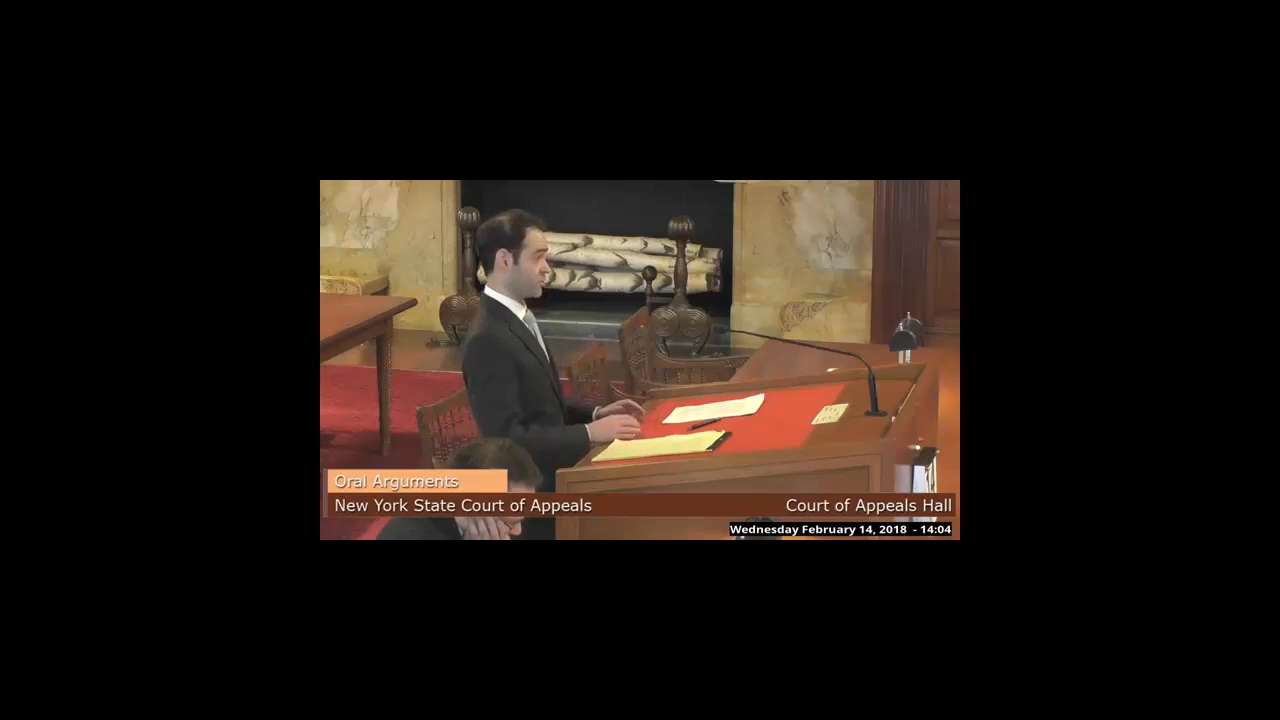 Oral Arguments
New York State Court of Appeals
Court of Appeals Hall
Wednesday February 14, 2018 - 14:04